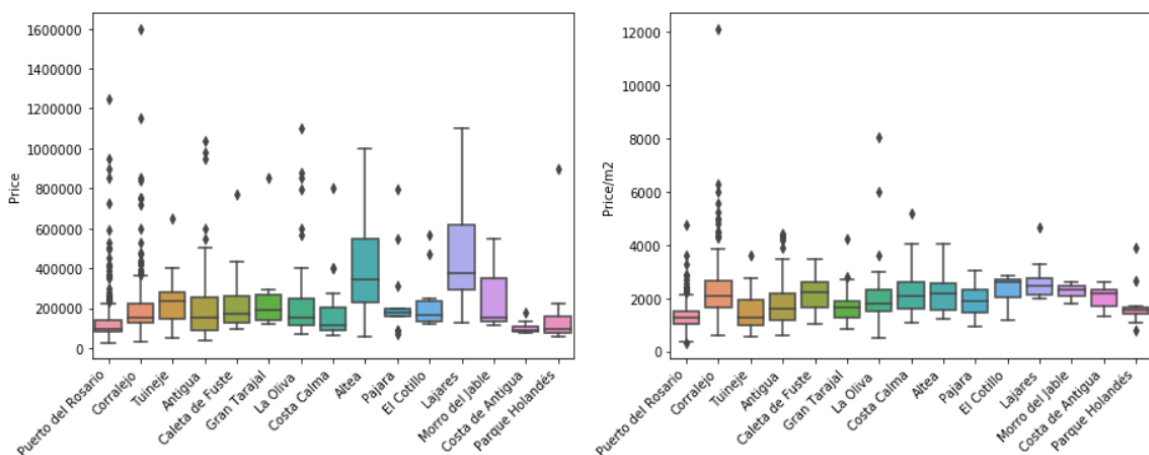 1600000
1400000
1200000
1000000
800000
600000
400000
200000
0
Price
Puerto del Rosario
Corralejo
Tuineje
Antigua
Caleta de Fuste
Gran Tarajal
La Oliva
Costa Calma
Altea
Pajara
El Cotillo
Lajares
Morro del Jable
Costa de Antigua
Parque Holandés
12000
10000
8000
6000
4000
2000
0
Price/m2
Puerto del Rosario
Corralejo
Tuineje
Antigua
Caleta de Fuste
Gran Tarajal
La Oliva
Costa Calma
Altea
Pajara
El Cotillo
Lajares
Morro del Jable
Costa de Antigua
Parque Holandés